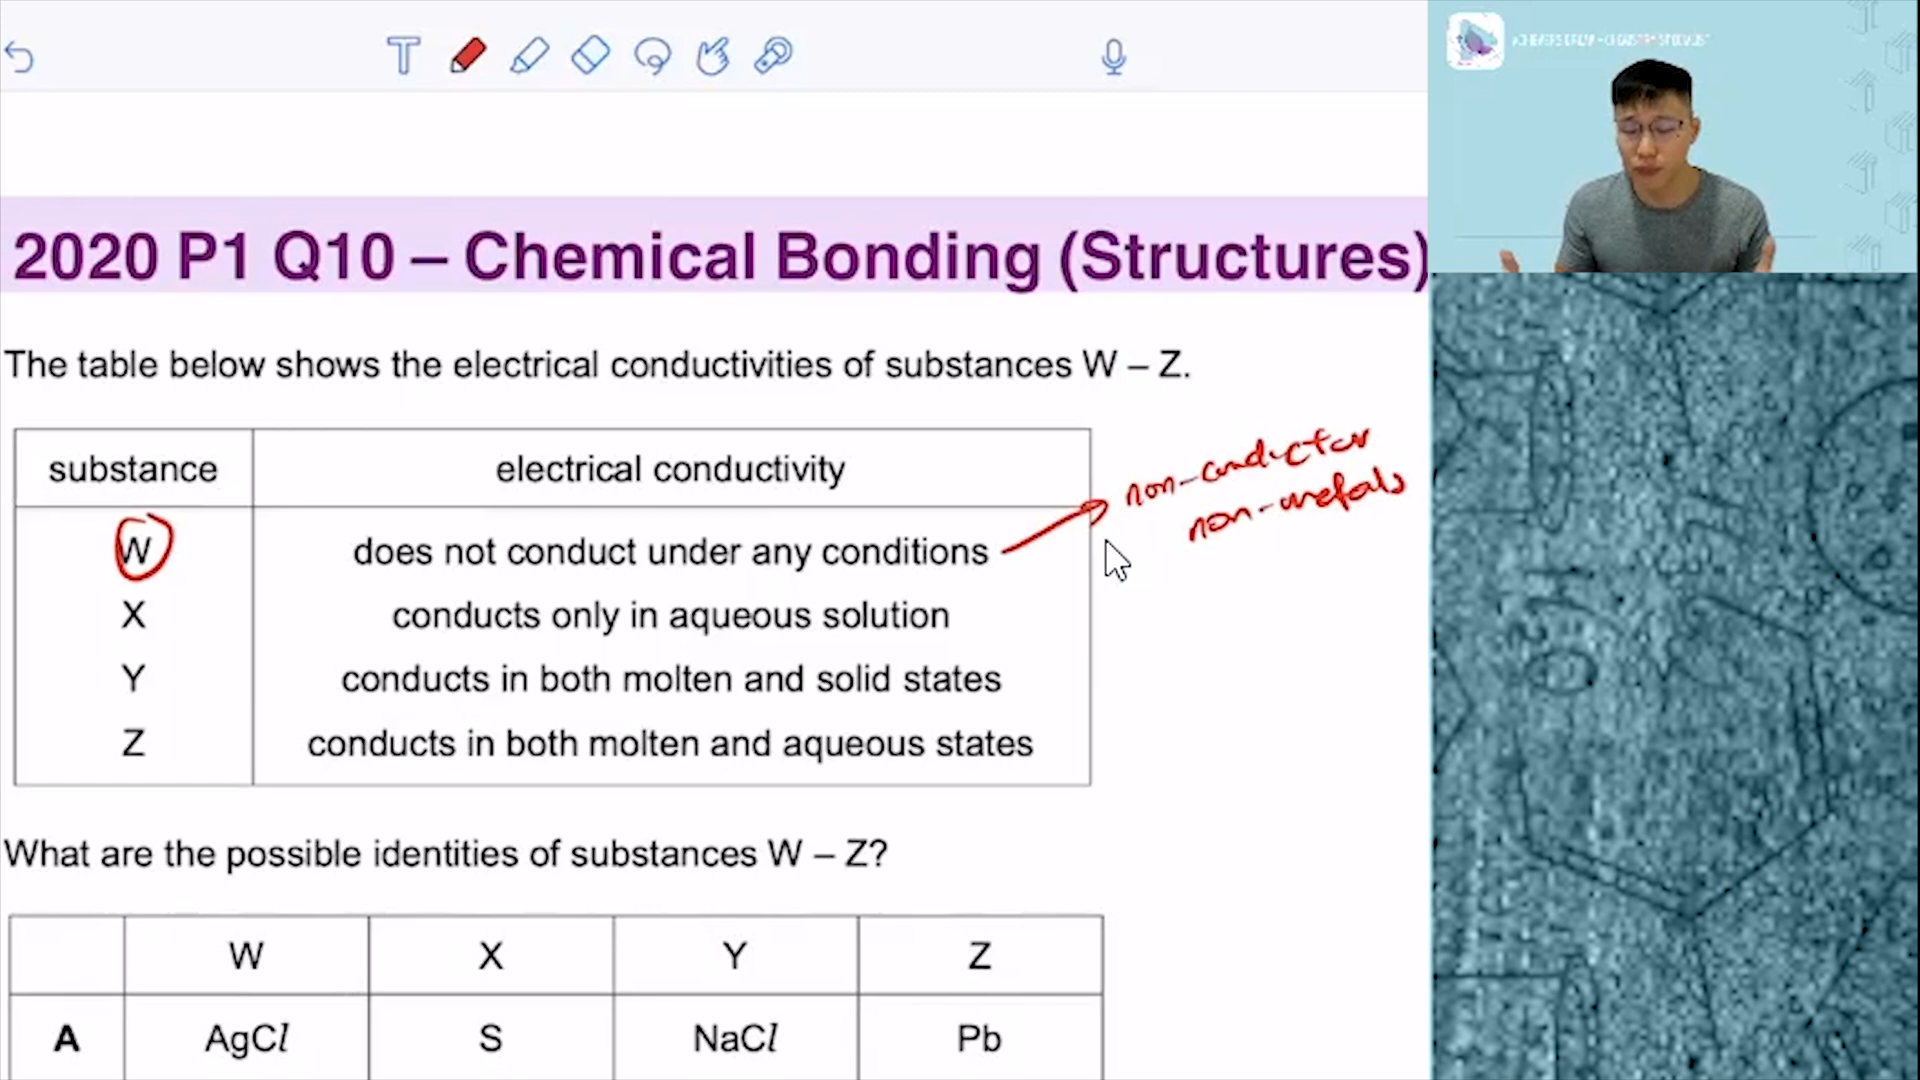 2020 P1 Q10 – Chemical Bonding (Structures)
The table below shows the electrical conductivities of substances W – Z.
substance electrical conductivity
W does not conduct under any conditions
non-conductor
non-metals
X conducts only in aqueous solution
Y conducts in both molten and solid states
Z conducts in both molten and aqueous states
What are the possible identities of substances W – Z?
W X Y Z
A AgCl S NaCl Pb